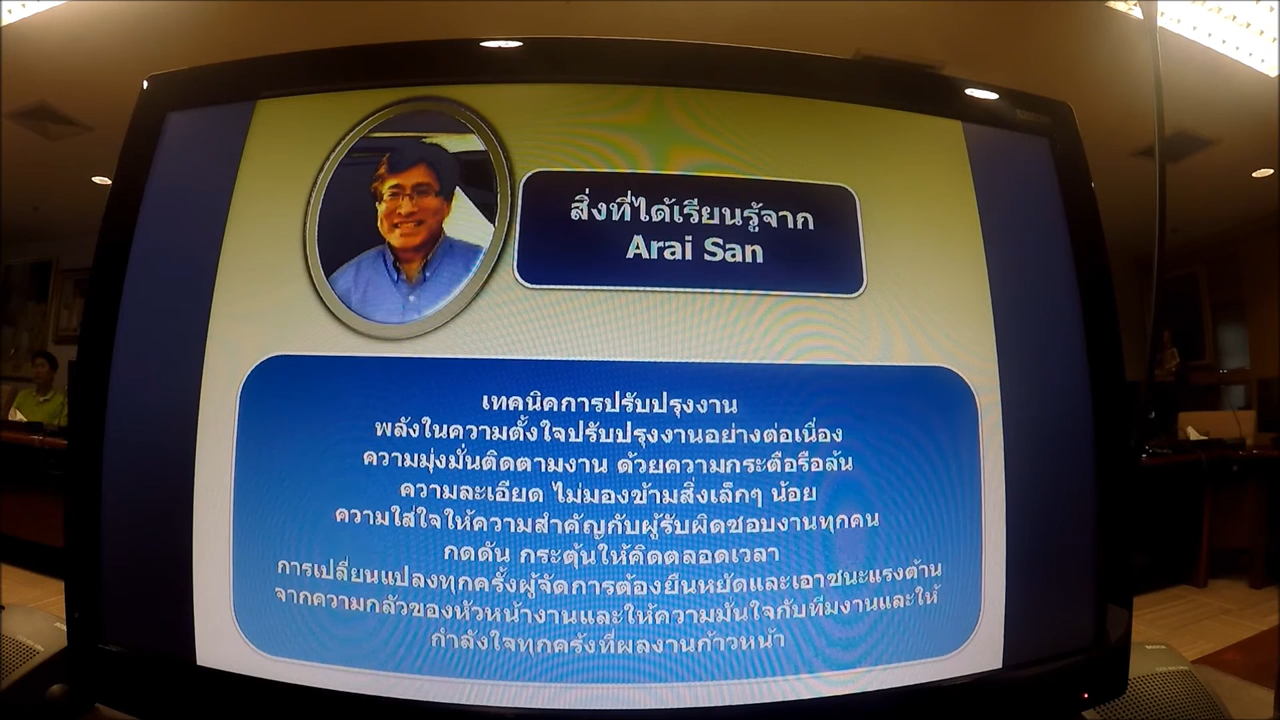 สิ่งที่ได้เรียนรู้จาก
Arai San
เทคนิคการปรับปรุงงาน
พลังในความตั้งใจปรับปรุงงานอย่างต่อเนื่อง
ความมุ่งมั่นติดตามงาน ด้วยความกระตือรือล้น
ความละเอียด ไม่มองข้ามสิ่งเล็กๆ น้อย
ความใส่ใจให้ความสำคัญกับผู้รับผิดชอบงานทุกคน
กดดัน กระตุ้นให้คิดตลอดเวลา
การเปลี่ยนแปลงทุกครั้งผู้จัดการต้องยืนหยัดและเอาชนะแรงต้าน
จากความกลัวของหัวหน้างานและให้ความมั่นใจกับทีมงานและให้
กำลังใจทุกครั้งที่ผลงานก้าวหน้า